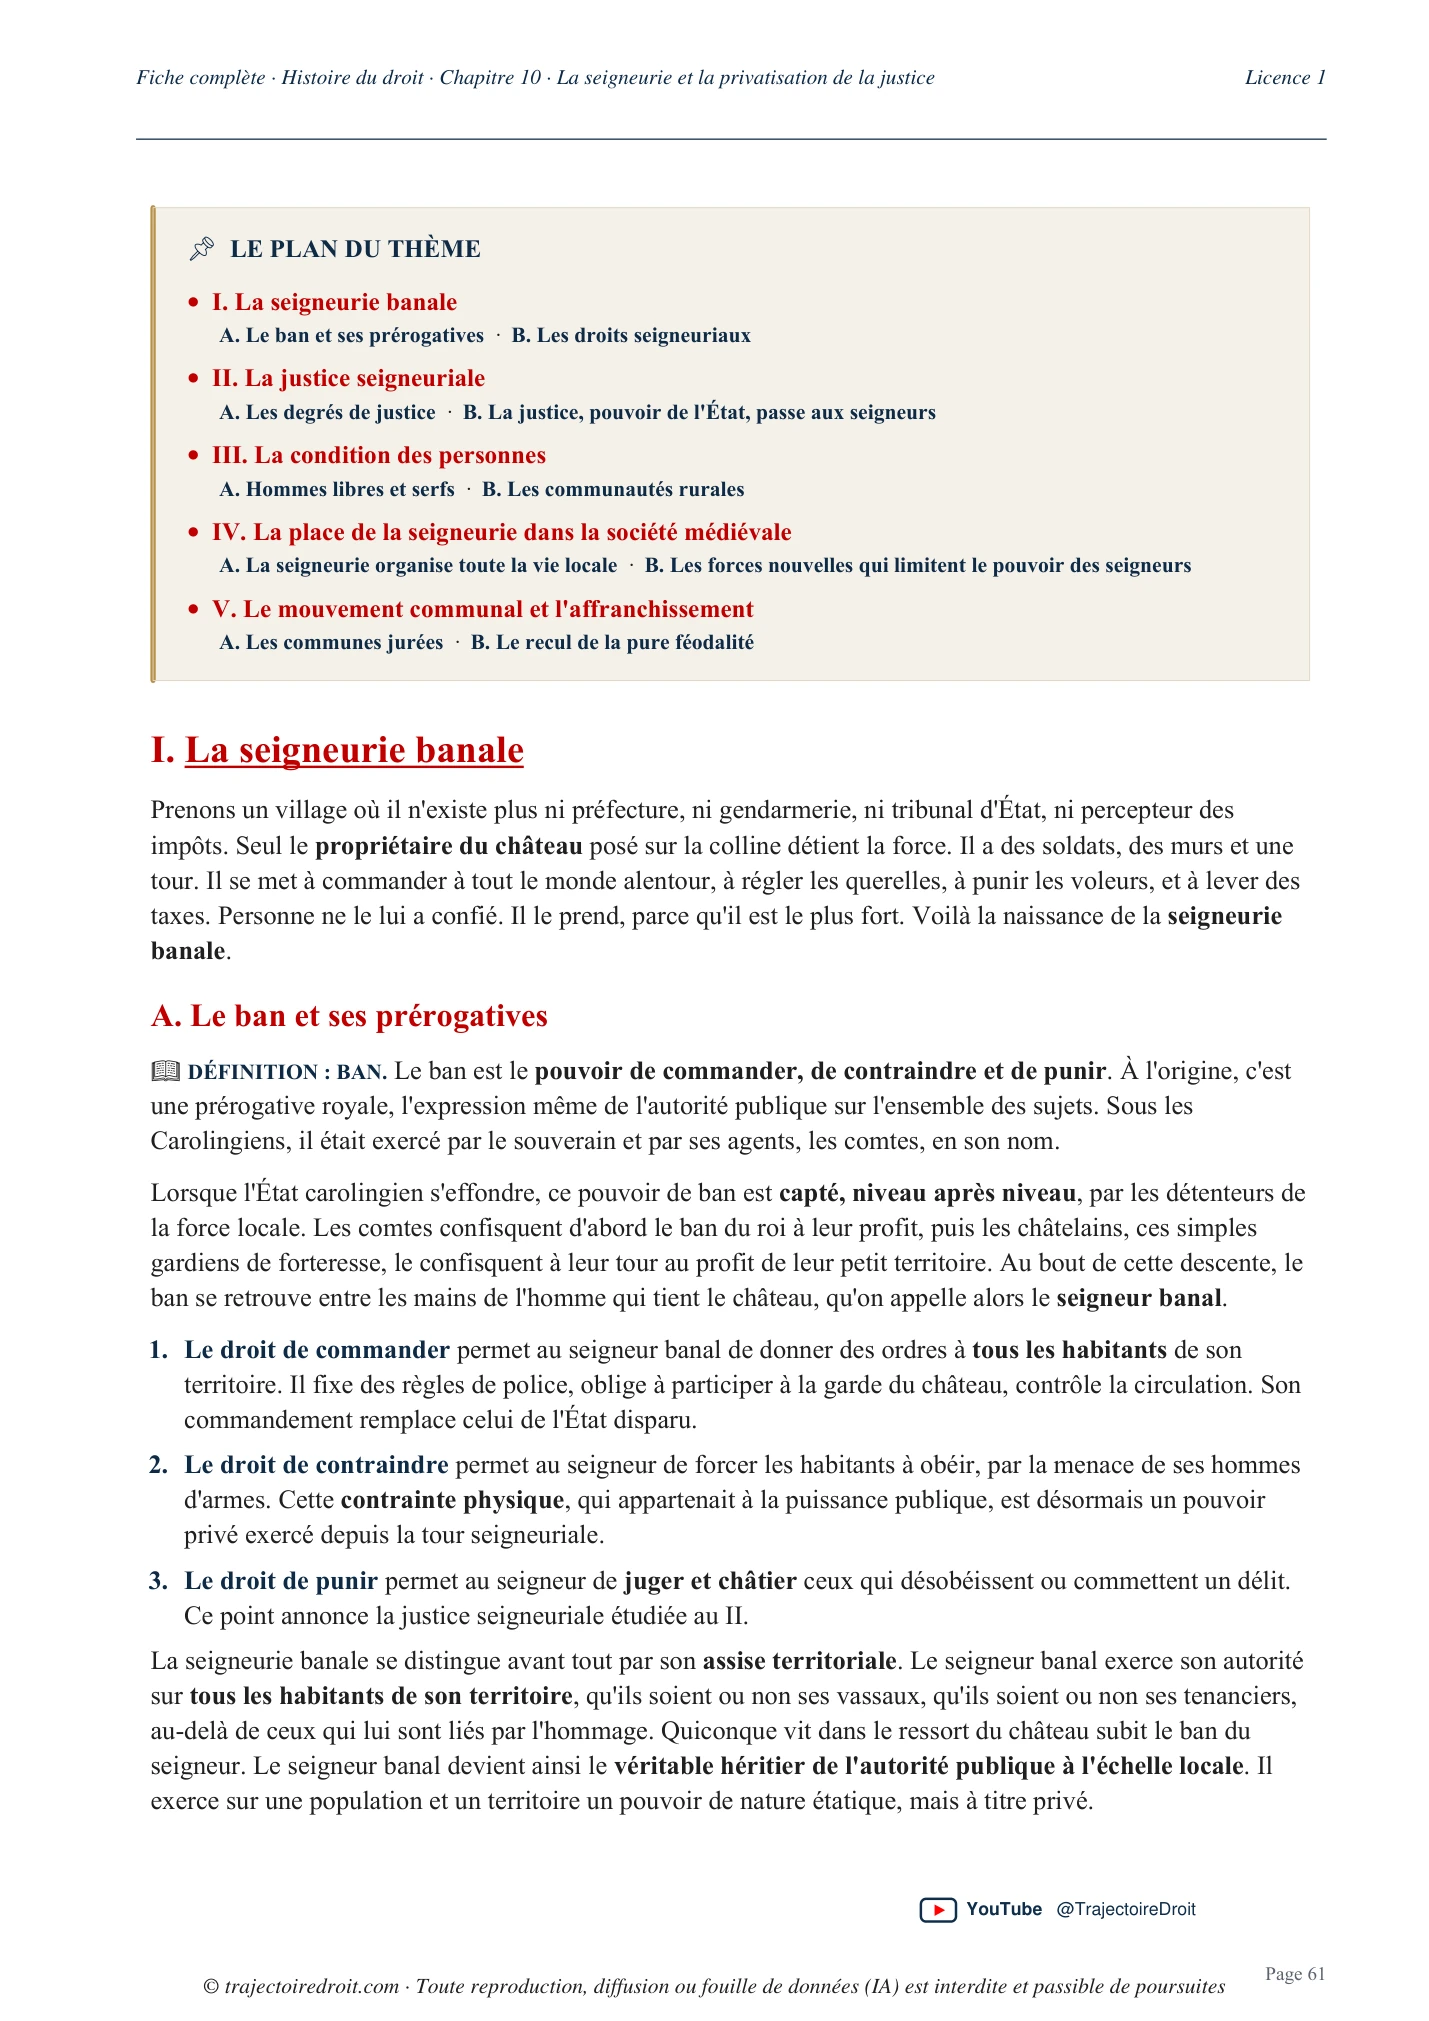 Fiche complète · Histoire du droit · Chapitre 10 · La seigneurie et la privatisation de la justice
Licence 1
LE PLAN DU THÈME
• I. La seigneurie banale
A. Le ban et ses prérogatives · B. Les droits seigneuriaux
• II. La justice seigneuriale
A. Les degrés de justice · B. La justice, pouvoir de l'État, passe aux seigneurs
• III. La condition des personnes
A. Hommes libres et serfs · B. Les communautés rurales
• IV. La place de la seigneurie dans la société médiévale
A. La seigneurie organise toute la vie locale · B. Les forces nouvelles qui limitent le pouvoir des seigneurs
• V. Le mouvement communal et l'affranchissement
A. Les communes jurées · B. Le recul de la pure féodalité
I. La seigneurie banale
Prenons un village où il n'existe plus ni préfecture, ni gendarmerie, ni tribunal d'État, ni percepteur des
impôts. Seul le propriétaire du château posé sur la colline détient la force. Il a des soldats, des murs et une
tour. Il se met à commander à tout le monde alentour, à régler les querelles, à punir les voleurs, et à lever des
taxes. Personne ne le lui a confié. Il le prend, parce qu'il est le plus fort. Voilà la naissance de la seigneurie
banale.
A. Le ban et ses prérogatives
DÉFINITION : BAN. Le ban est le pouvoir de commander, de contraindre et de punir. À l'origine, c'est
une prérogative royale, l'expression même de l'autorité publique sur l'ensemble des sujets. Sous les
Carolingiens, il était exercé par le souverain et par ses agents, les comtes, en son nom.
Lorsque l'État carolingien s'effondre, ce pouvoir de ban est capté, niveau après niveau, par les détenteurs de
la force locale. Les comtes confisquent d'abord le ban du roi à leur profit, puis les châtelains, ces simples
gardiens de forteresse, le confisquent à leur tour au profit de leur petit territoire. Au bout de cette descente, le
ban se retrouve entre les mains de l'homme qui tient le château, qu'on appelle alors le seigneur banal.
1. Le droit de commander permet au seigneur banal de donner des ordres à tous les habitants de son
territoire. Il fixe des règles de police, oblige à participer à la garde du château, contrôle la circulation. Son
commandement remplace celui de l'État disparu.
2. Le droit de contraindre permet au seigneur de forcer les habitants à obéir, par la menace de ses hommes
d'armes. Cette contrainte physique, qui appartenait à la puissance publique, est désormais un pouvoir
privé exercé depuis la tour seigneuriale.
3. Le droit de punir permet au seigneur de juger et châtier ceux qui désobéissent ou commettent un délit.
Ce point annonce la justice seigneuriale étudiée au II.
La seigneurie banale se distingue avant tout par son assise territoriale. Le seigneur banal exerce son autorité
sur tous les habitants de son territoire, qu'ils soient ou non ses vassaux, qu'ils soient ou non ses tenanciers,
au-delà de ceux qui lui sont liés par l'hommage. Quiconque vit dans le ressort du château subit le ban du
seigneur. Le seigneur banal devient ainsi le véritable héritier de l'autorité publique à l'échelle locale. Il
exerce sur une population et un territoire un pouvoir de nature étatique, mais à titre privé.
YouTube @TrajectoireDroit
© trajectoiredroit.com · Toute reproduction, diffusion ou fouille de données (IA) est interdite et passible de poursuites
Page 61